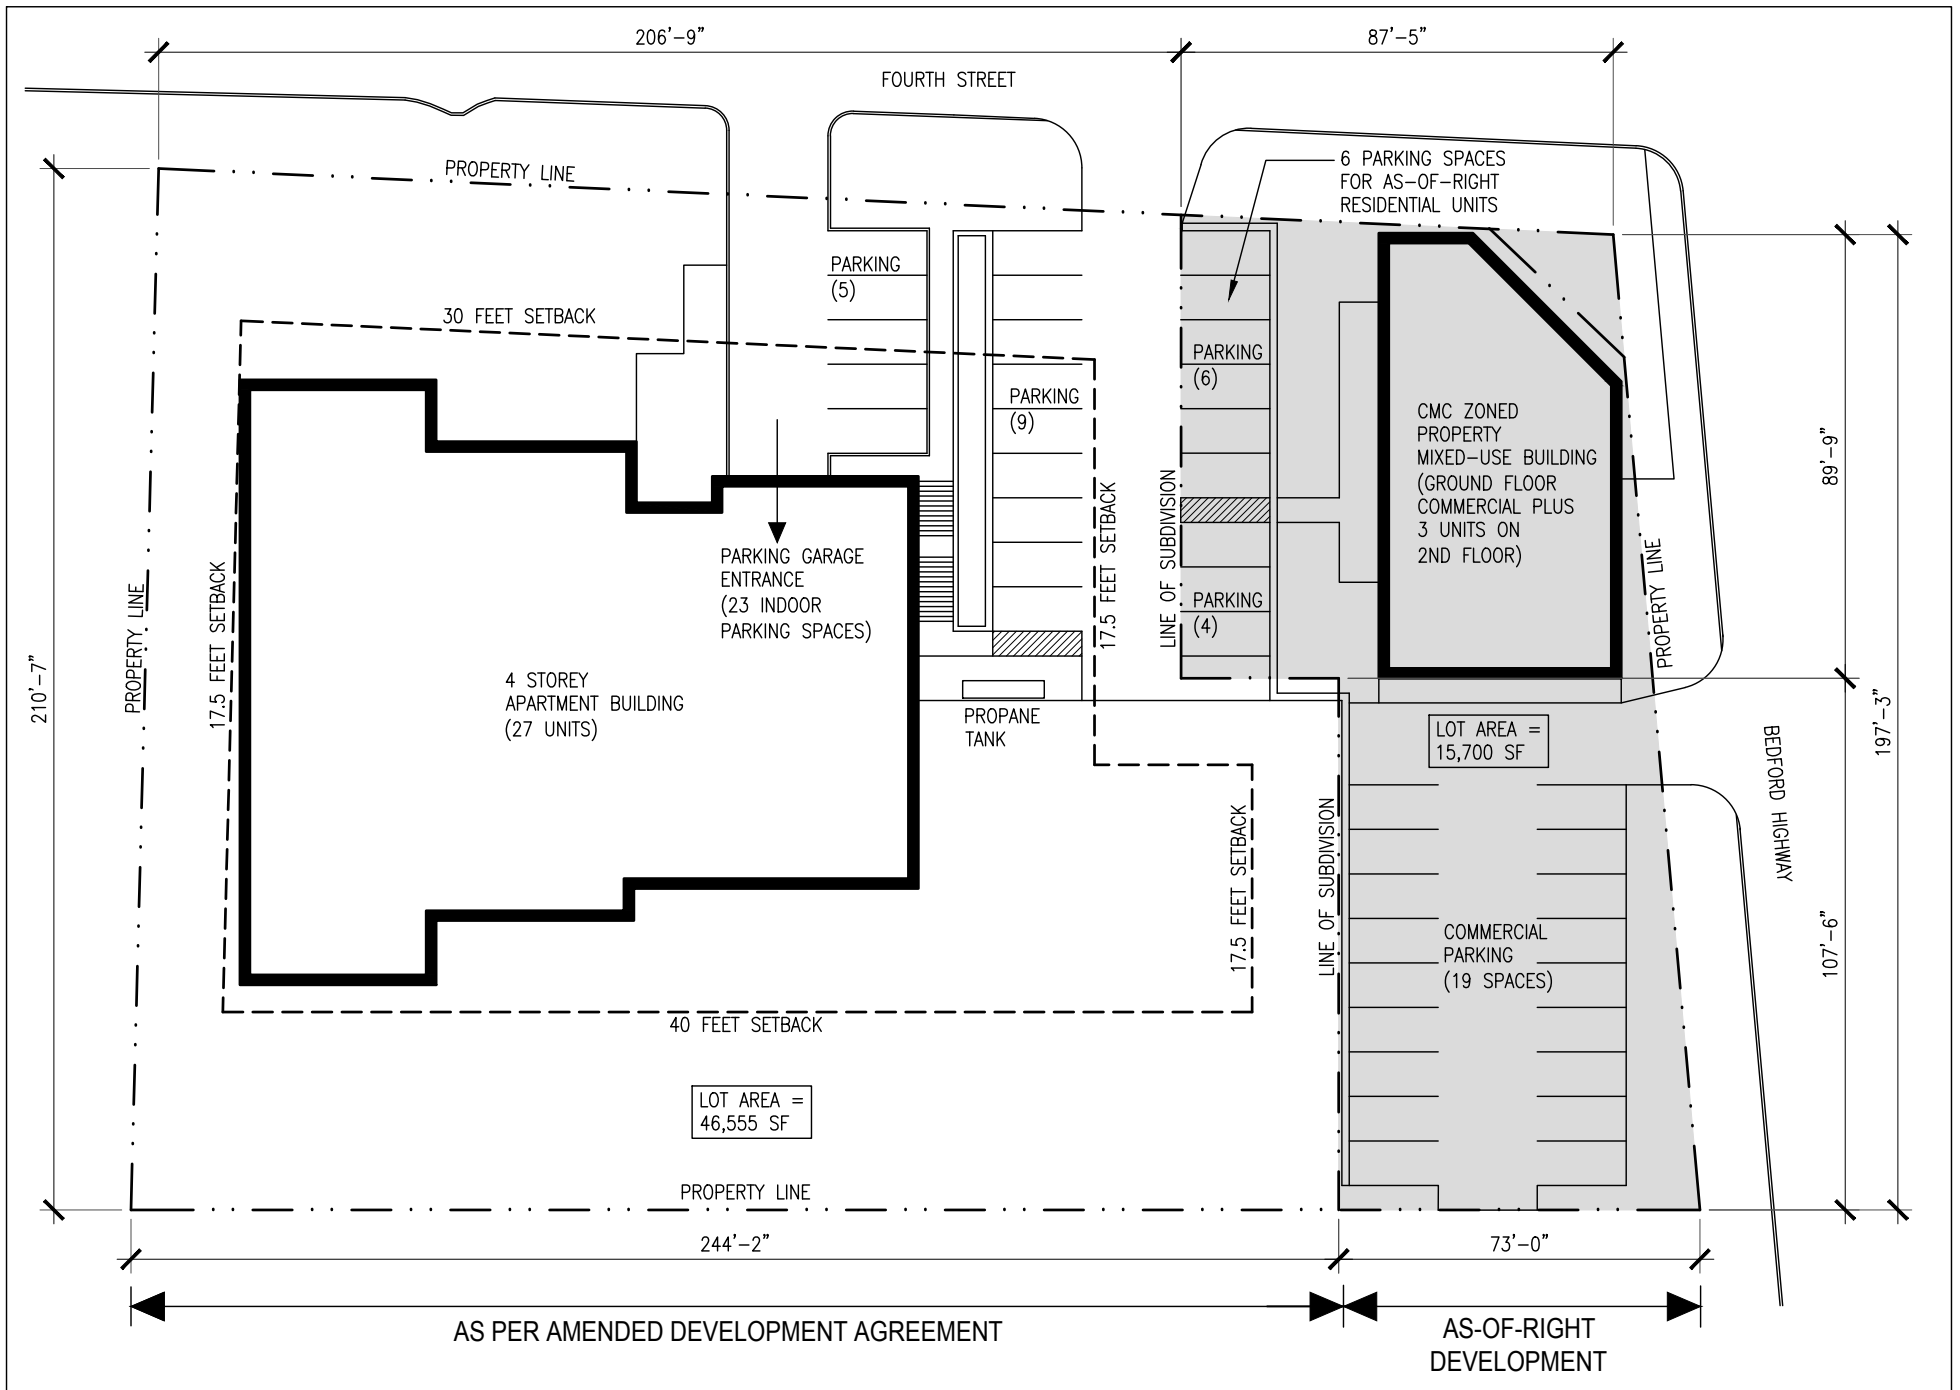 206'-9"
87'-5"
FOURTH STREET
PROPERTY LINE
6 PARKING SPACES
FOR AS-OF-RIGHT
RESIDENTIAL UNITS
PARKING
(5)
30 FEET SETBACK
PARKING
(6)
PARKING
(9)
CMC ZONED
PROPERTY
MIXED-USE BUILDING
(GROUND FLOOR
COMMERCIAL PLUS
3 UNITS ON
2ND FLOOR)
89'-9"
17.5 FEET SETBACK
LINE OF SUBDIVISION
PROPERTY LINE
PARKING GARAGE
ENTRANCE
(23 INDOOR
PARKING SPACES)
PARKING
(4)
210'-7"
PROPERTY LINE
17.5 FEET SETBACK
4 STOREY
APARTMENT BUILDING
(27 UNITS)
PROPANE
TANK
LOT AREA =
15,700 SF
197'-3"
BEDFORD HIGHWAY
17.5 FEET SETBACK
LINE OF SUBDIVISION
COMMERCIAL
PARKING
(19 SPACES)
107'-6"
40 FEET SETBACK
LOT AREA =
46,555 SF
PROPERTY LINE
244'-2"
73'-0"
AS PER AMENDED DEVELOPMENT AGREEMENT
AS-OF-RIGHT
DEVELOPMENT